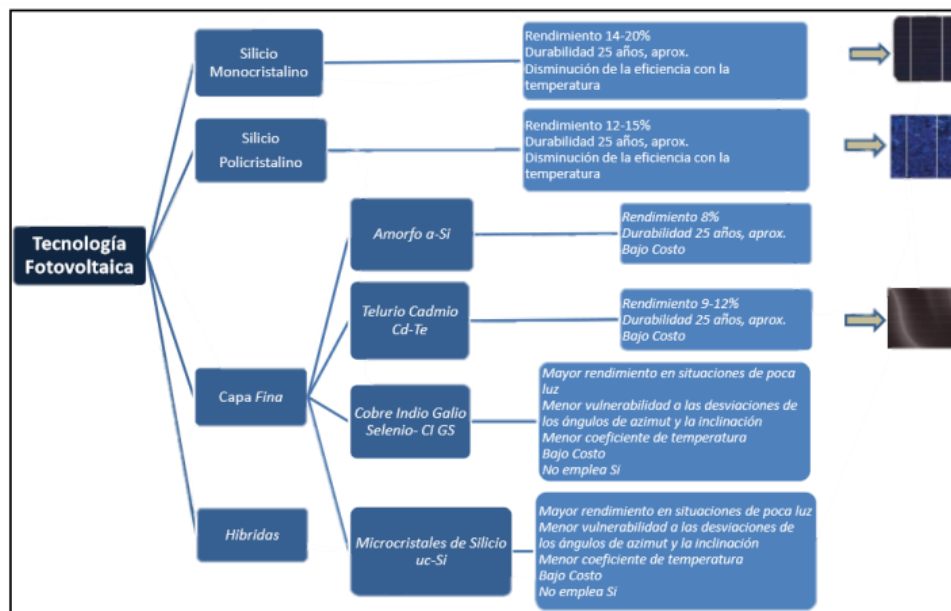 Tecnología
Fotovoltaica
Silicio
Monocristalino
Rendimiento 14-20%
Durabilidad 25 años, aprox.
Disminución de la eficiencia con la
temperatura
Silicio
Policristalino
Rendimiento 12-15%
Durabilidad 25 años, aprox.
Disminución de la eficiencia con la
temperatura
Capa Fina
Amorfo α-Si
Rendimiento 8%
Durabilidad 25 años, aprox.
Bajo Costo
Telurio Cadmio
Cd-Te
Rendimiento 9-12%
Durabilidad 25 años, aprox.
Bajo Costo
Cobre Indio Galio
Selenio- CI GS
Mayor rendimiento en situaciones de poca
luz
Menor vulnerabilidad a las desviaciones de
los ángulos de azimut y la inclinación
Menor coeficiente de temperatura
Bajo Costo
No emplea Si
Microcristales de Silicio
uc-Si
Mayor rendimiento en situaciones de poca luz
Menor vulnerabilidad a las desviaciones de
los ángulos de azimut y la inclinación
Menor coeficiente de temperatura
Bajo Costo
No emplea Si
Hibridas